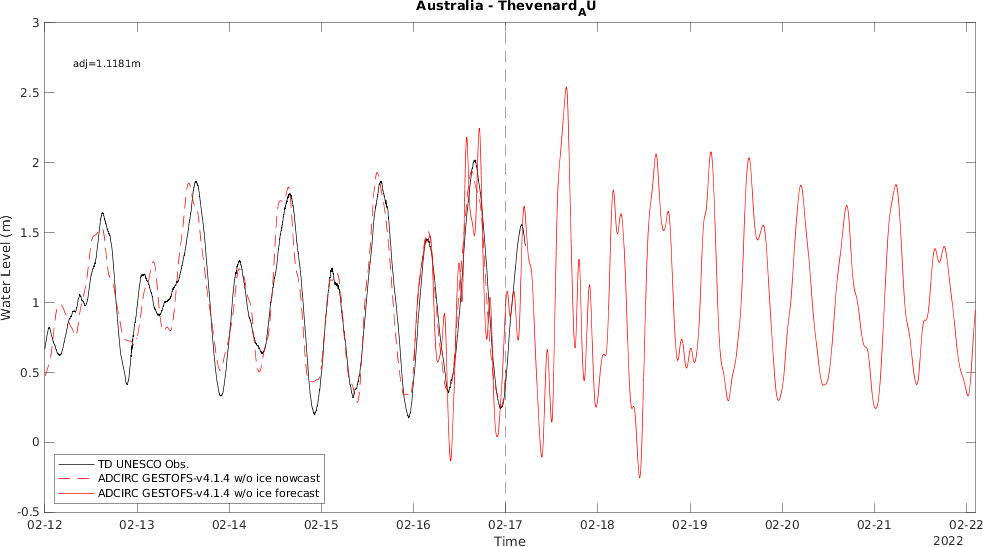 Australia - Thevenard_AU
adj=1.1181m
3
2.5
2
1.5
1
0.5
0
-0.5
Water Level (m)
TD UNESCO Obs.
ADCIRC GESTOFS-v4.1.4 w/o ice nowcast
ADCIRC GESTOFS-v4.1.4 w/o ice forecast
02-12 02-13 02-14 02-15 02-16 02-17 02-18 02-19 02-20 02-21 02-22
Time
2022